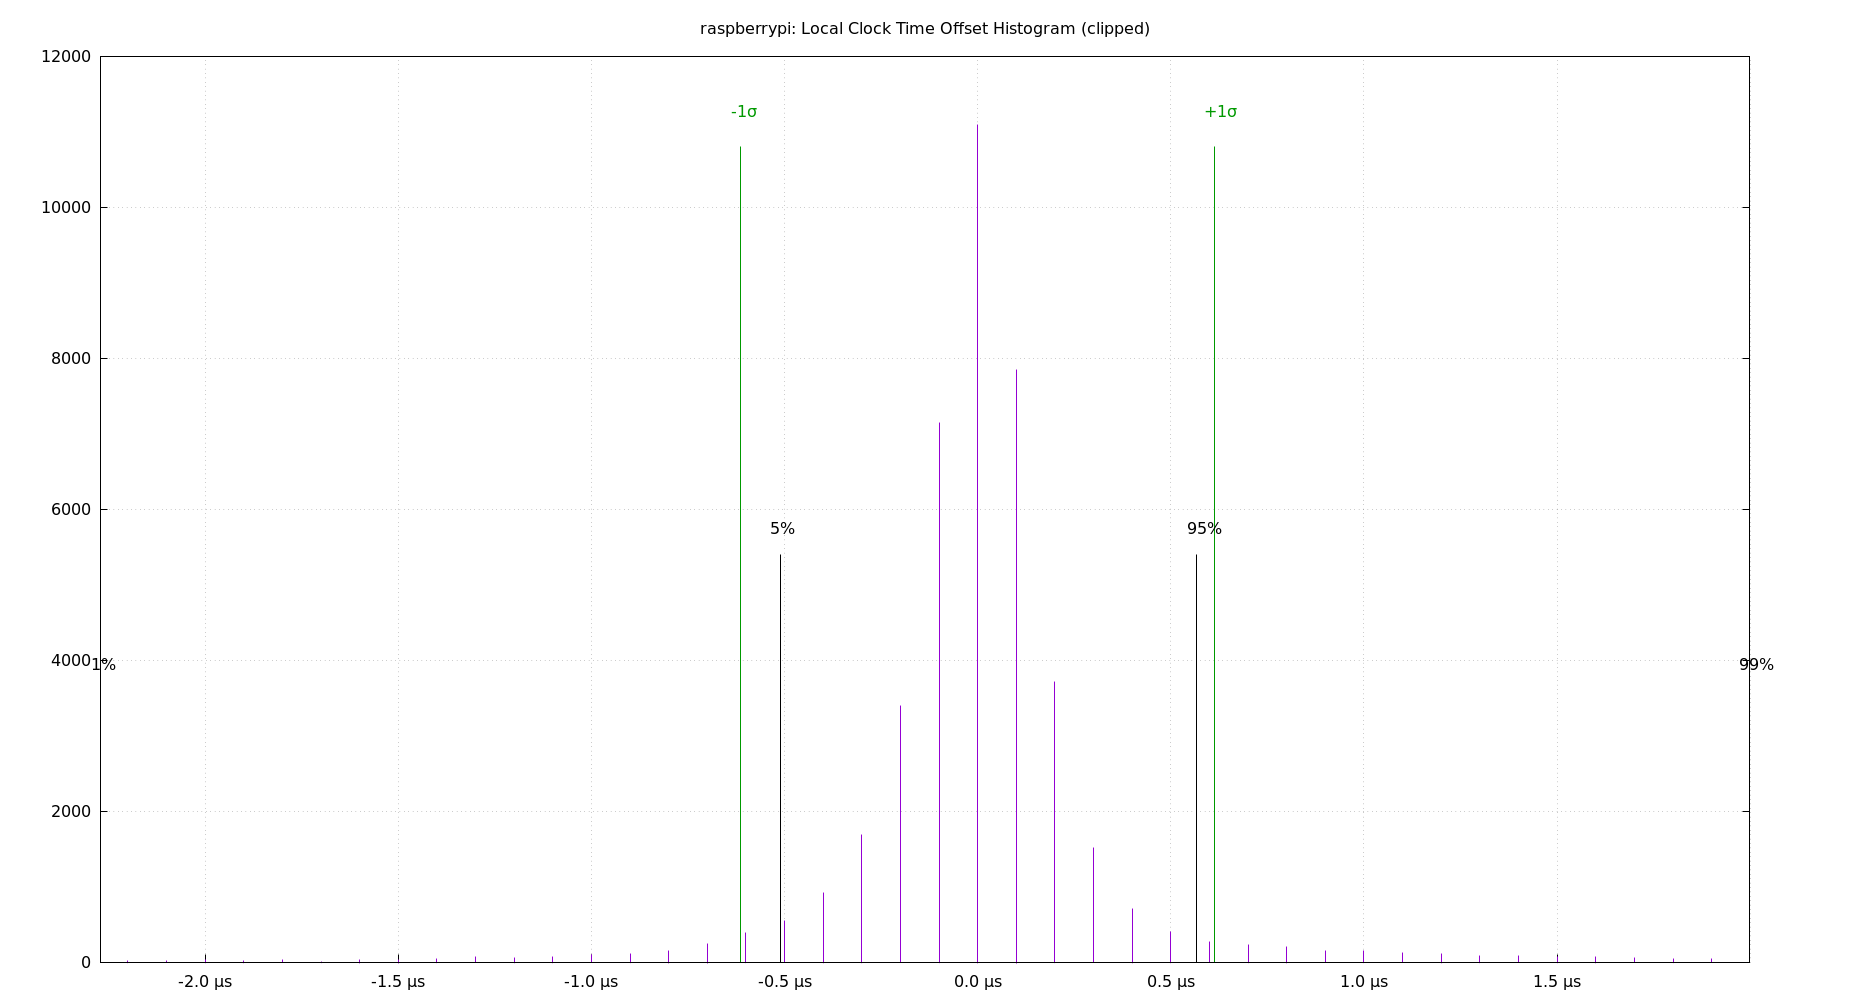 raspberrypi: Local Clock Time Offset Histogram (clipped)
12000
-1σ +1σ
10000
8000
6000
5% 95%
4000 1% 99%
2000
0
-2.0 µs -1.5 µs -1.0 µs -0.5 µs 0.0 µs 0.5 µs 1.0 µs 1.5 µs